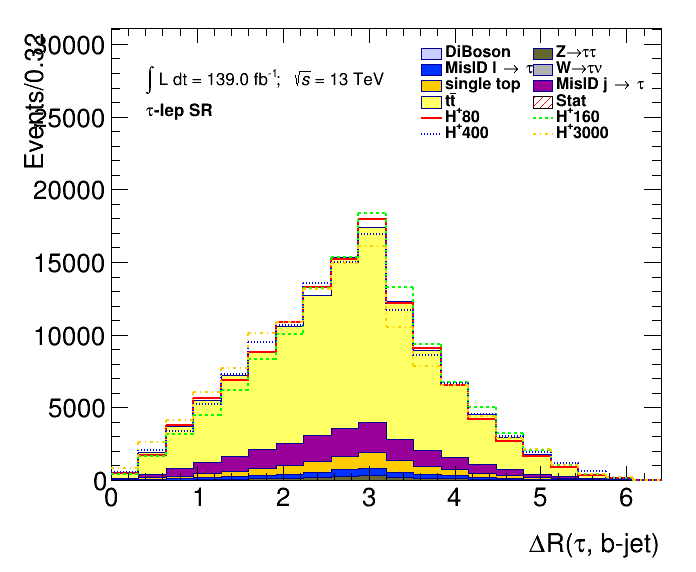 Events/0.32
30000
25000
20000
15000
10000
5000
0
∫ L dt = 139.0 fb⁻¹; √s = 13 TeV
τ-lep SR
DiBoson Z→ττ
MisID l → τ W→τν
single top MisID j → τ
tt̄ Stat
H⁺80 H⁺160
H⁺400 H⁺3000
0 1 2 3 4 5 6
ΔR(τ, b-jet)